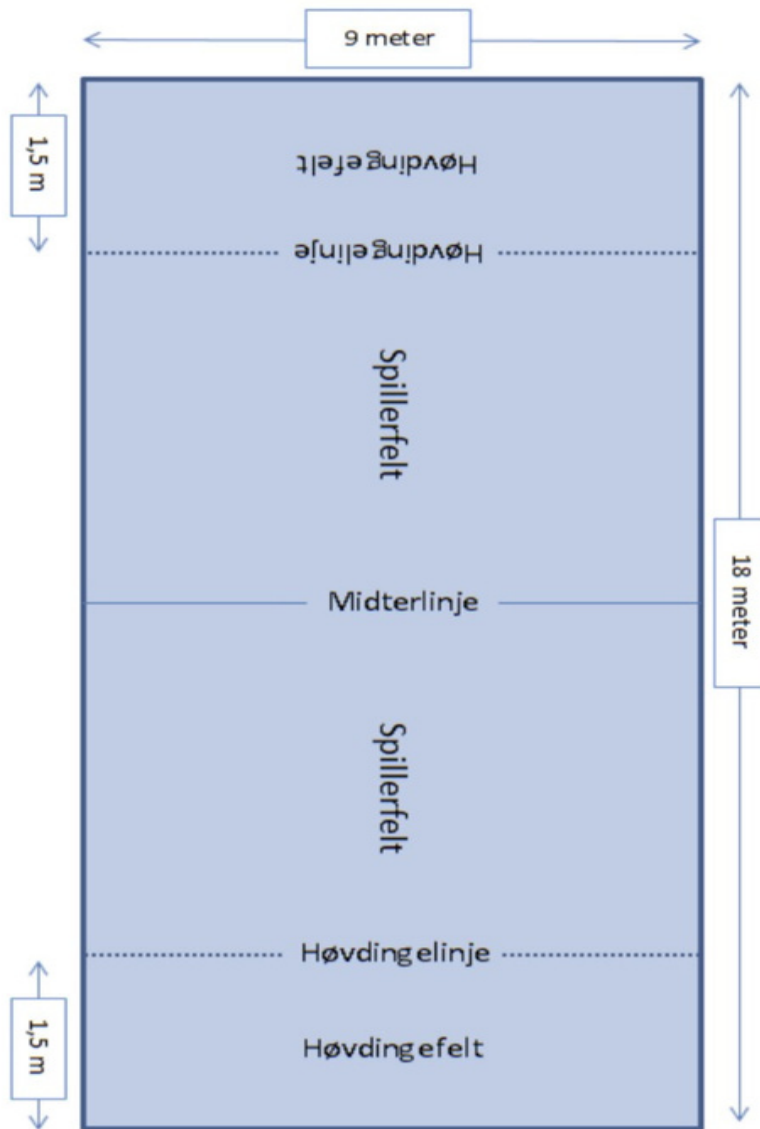 9 meter
1,5 m
Høvdingefelt
Høvdingelinje
Spillerfelt
Midterlinje
18 meter
Spillerfelt
Høvdingelinje
1,5 m
Høvdingefelt